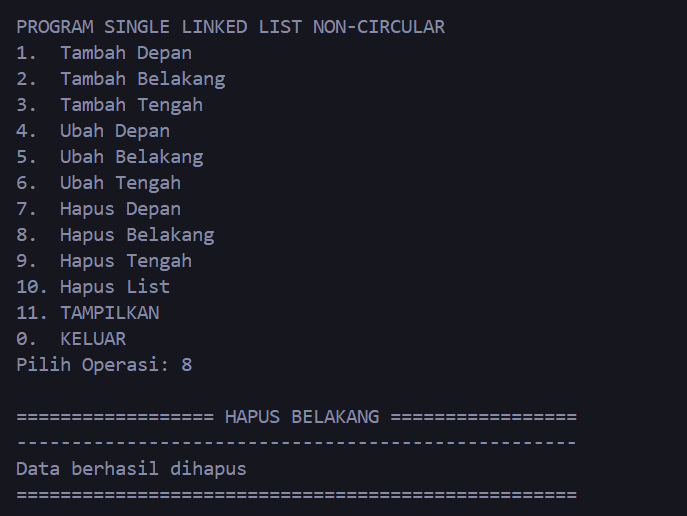 PROGRAM SINGLE LINKED LIST NON-CIRCULAR
1.  Tambah Depan
2.  Tambah Belakang
3.  Tambah Tengah
4.  Ubah Depan
5.  Ubah Belakang
6.  Ubah Tengah
7.  Hapus Depan
8.  Hapus Belakang
9.  Hapus Tengah
10. Hapus List
11. TAMPILKAN
0.  KELUAR
Pilih Operasi: 8
================== HAPUS BELAKANG =================
---------------------------------------------------
Data berhasil dihapus
===================================================